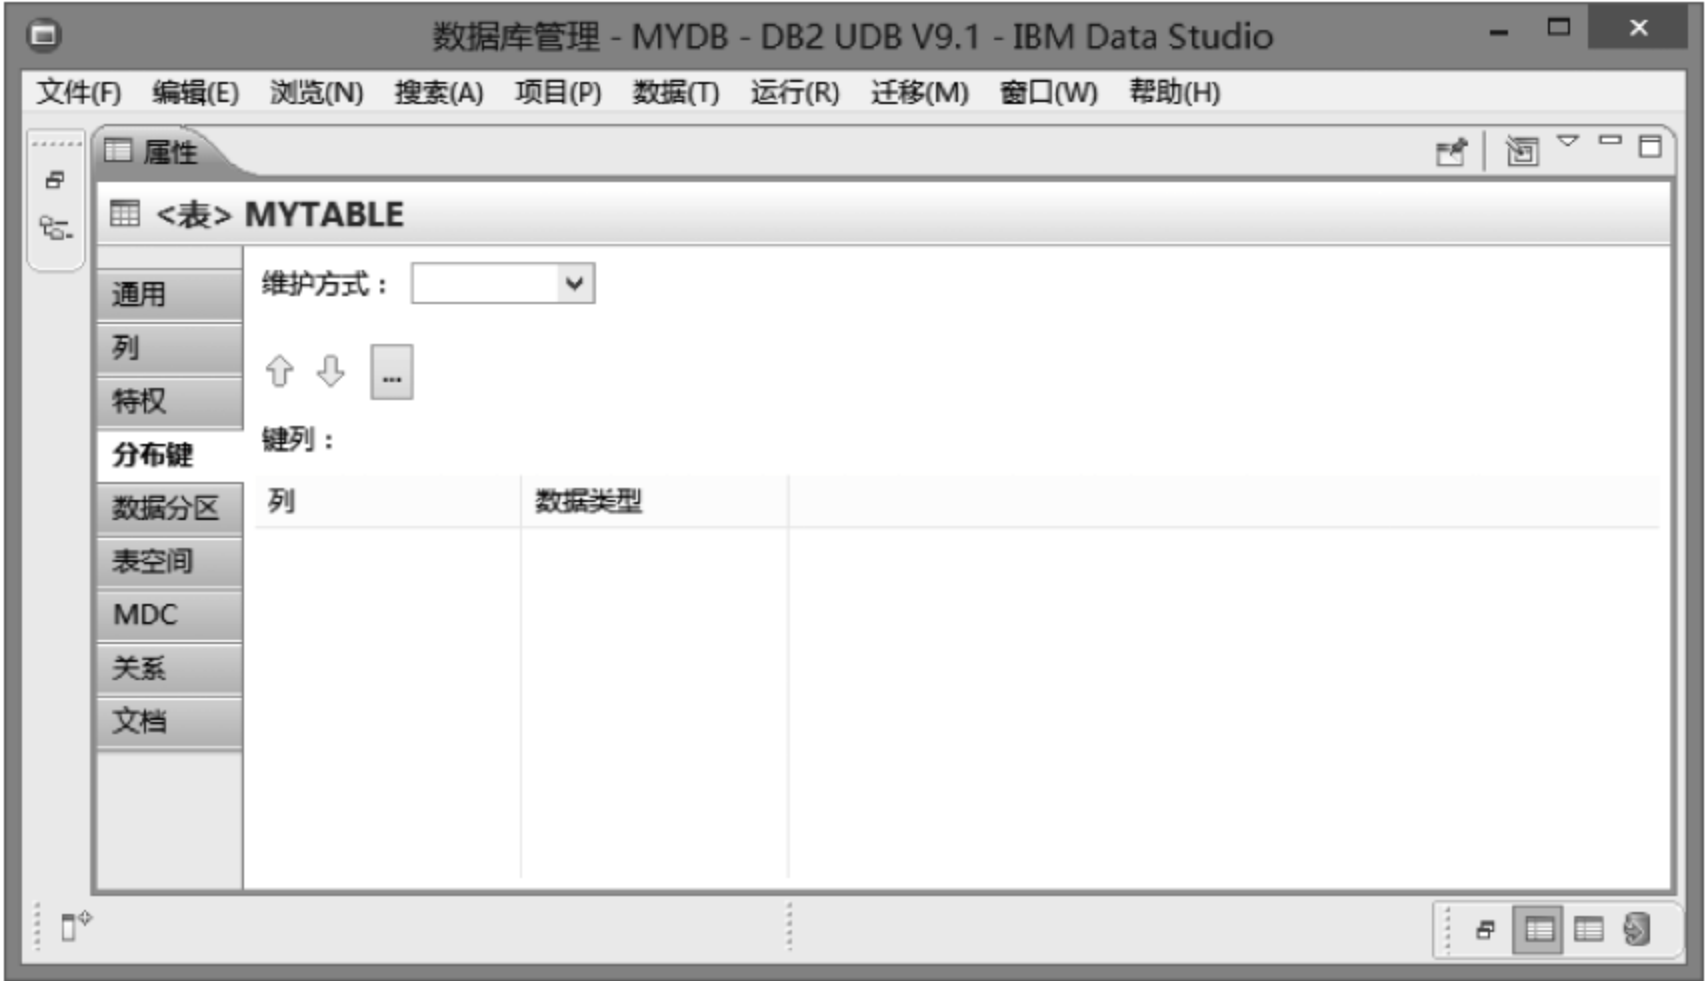 数据库管理 - MYDB - DB2 UDB V9.1 - IBM Data Studio
文件(F) 编辑(E) 浏览(N) 搜索(A) 项目(P) 数据(T) 运行(R) 迁移(M) 窗口(W) 帮助(H)
属性
<表> MYTABLE
通用
列
特权
分布键
数据分区
表空间
MDC
关系
文档
维护方式：
...
键列：
列 数据类型